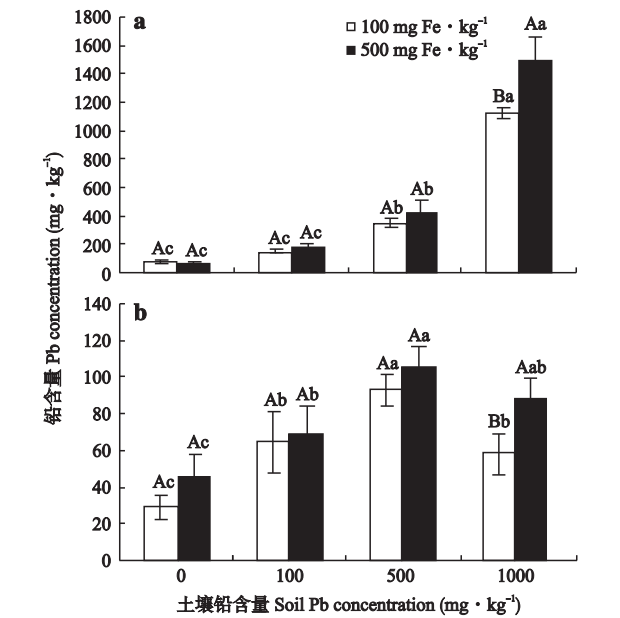 铅含量 Pb concentration (mg·kg⁻¹)
a
100 mg Fe·kg⁻¹
500 mg Fe·kg⁻¹
1800
1600
1400
1200
1000
800
600
400
200
0
Ac Ac
Ac Ac
Ab Ab
Ba Aa
b
140
120
100
80
60
40
20
0
Ac Ac
Ab Ab
Aa Aa
Bb Aab
0 100 500 1000
土壤铅含量 Soil Pb concentration (mg·kg⁻¹)